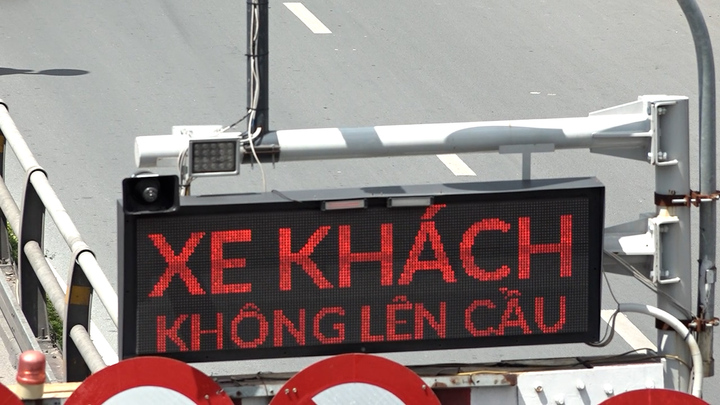 XE KHÁCH
KHÔNG LÊN CẦU